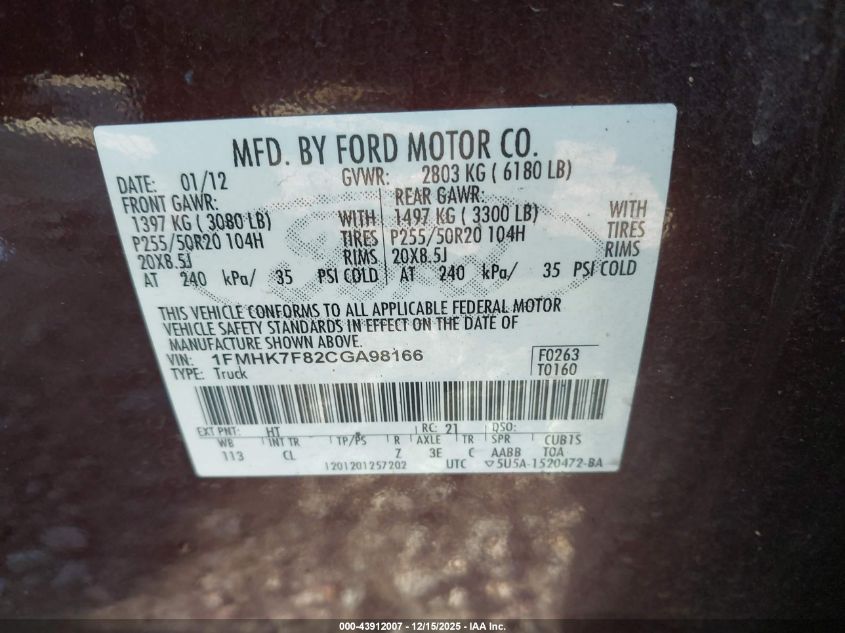 MFD. BY FORD MOTOR CO.
DATE: 01/12 GVWR: 2803 KG ( 6180 LB)
FRONT GAWR: REAR GAWR:
1397 KG ( 3080 LB) WITH 1497 KG ( 3300 LB) WITH
P255/50R20 104H TIRES P255/50R20 104H TIRES
20X8.5J RIMS 20X8.5J RIMS
AT 240 kPa/ 35 PSI COLD AT 240 kPa/ 35 PSI COLD
THIS VEHICLE CONFORMS TO ALL APPLICABLE FEDERAL MOTOR
VEHICLE SAFETY STANDARDS IN EFFECT ON THE DATE OF
MANUFACTURE SHOWN ABOVE.
VIN: 1FMHK7F82CGA98166 F0263
TYPE: Truck T0160
EXT PNT: HT RC: 21 DSO:
WB INT TR TP/PS R AXLE TR SPR CUBTS
113 CL Z 3E C AABB TOA
1201201257202 UTC ▽5U5A-1520472-BA
000-43912007 - 12/15/2025 - IAA Inc.